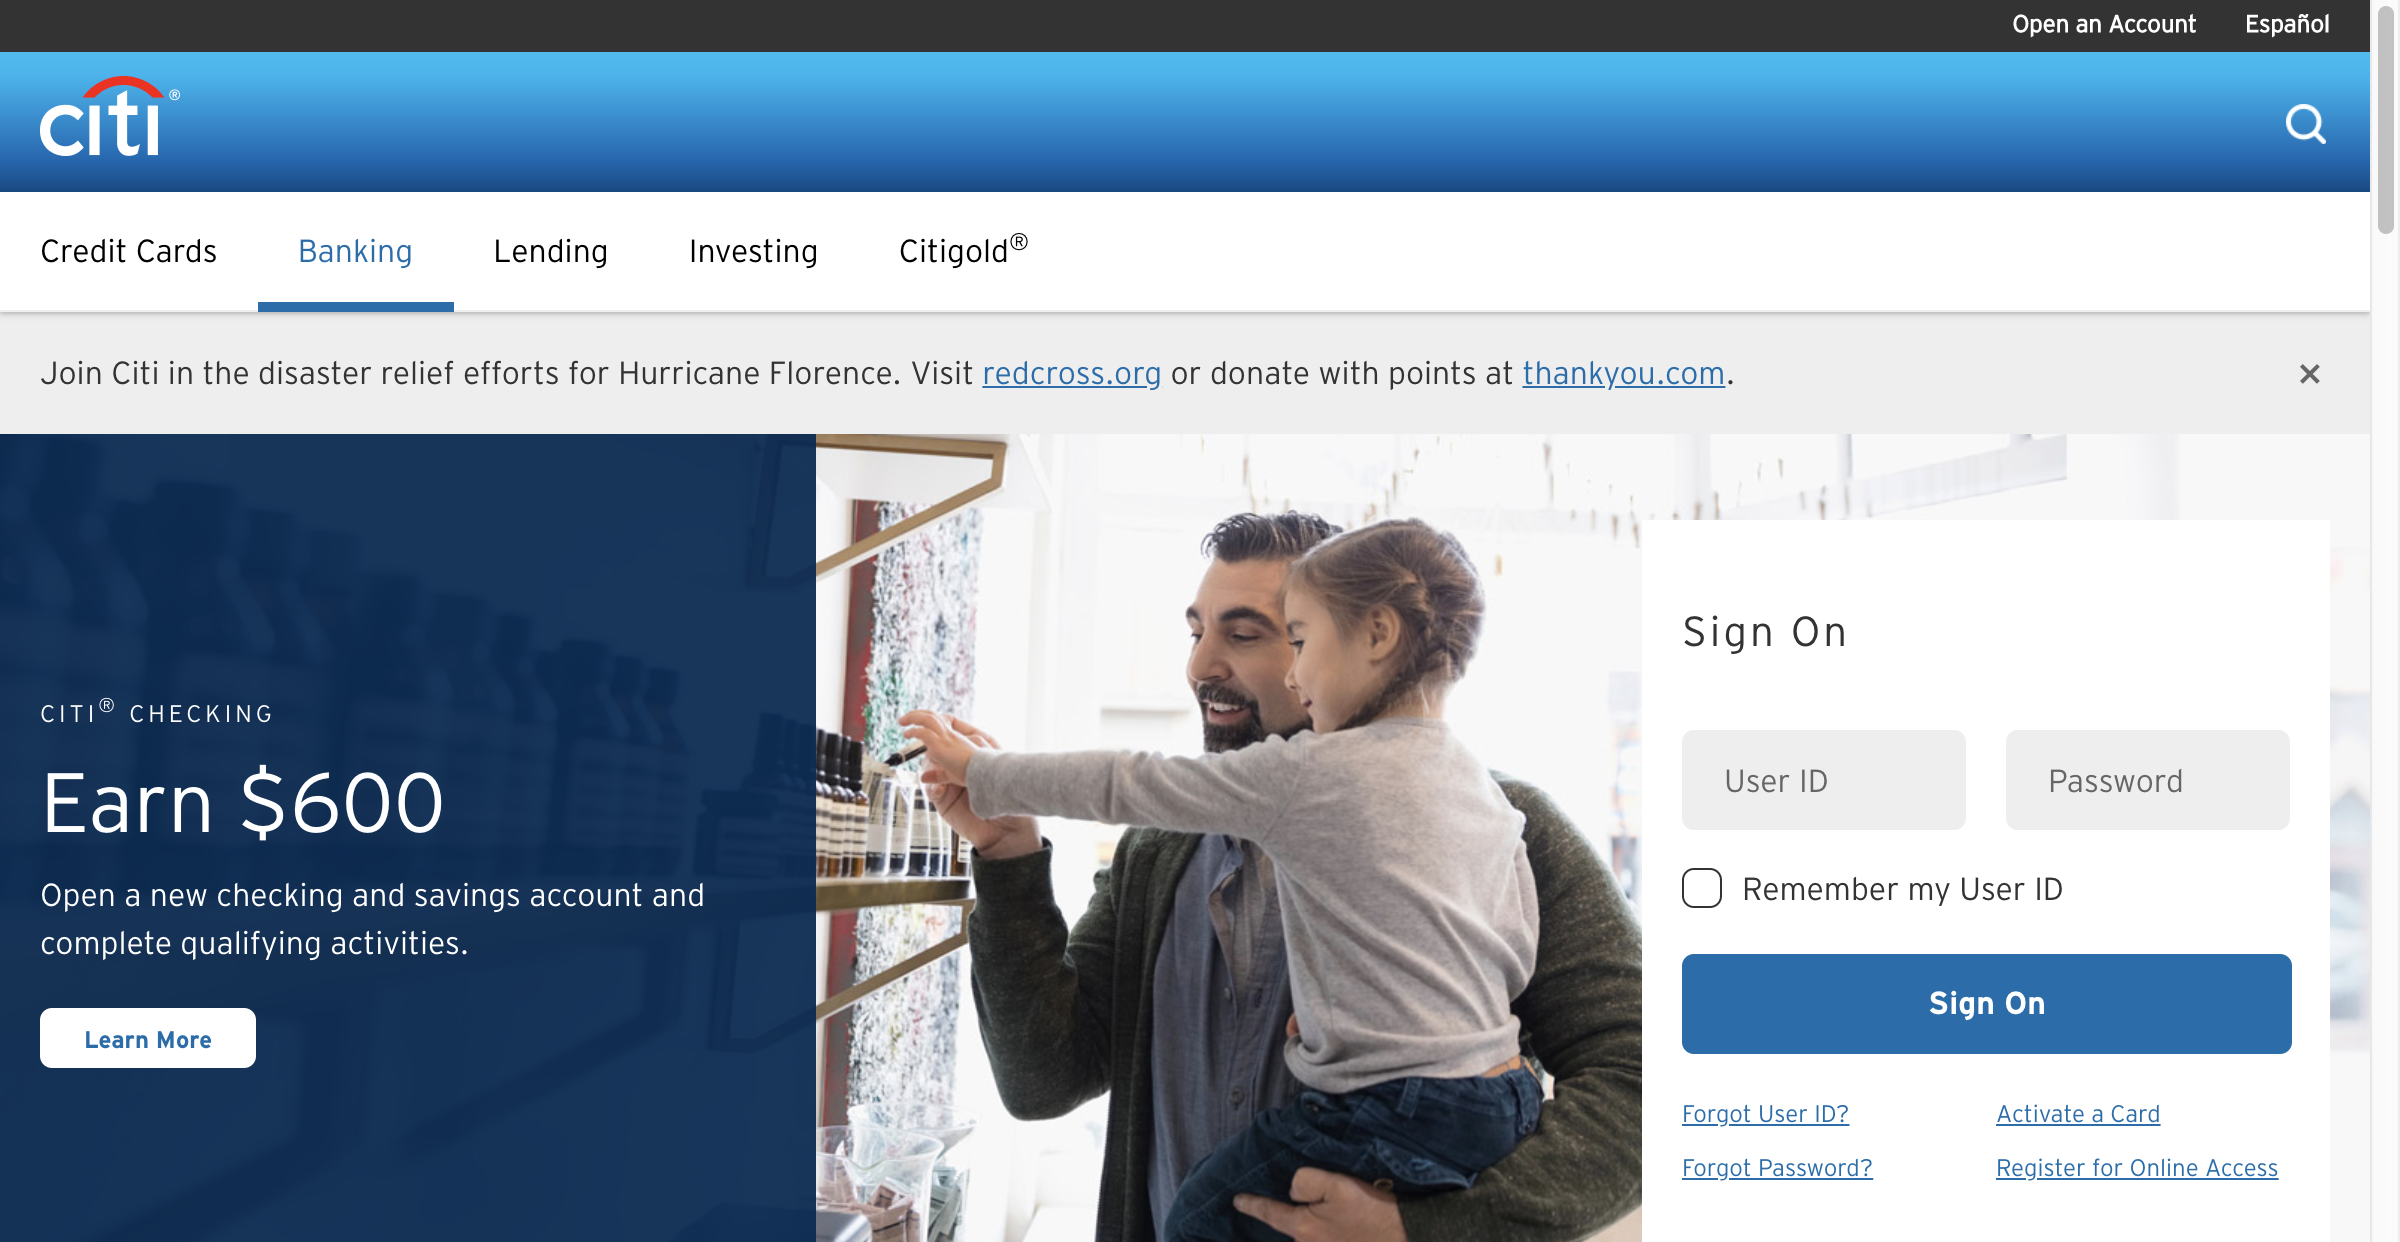 Open an Account Español
citi®
Credit Cards Banking Lending Investing Citigold®
Join Citi in the disaster relief efforts for Hurricane Florence. Visit redcross.org or donate with points at thankyou.com.
CITI® CHECKING
Earn $600
Open a new checking and savings account and
complete qualifying activities.
Learn More
Sign On
User ID Password
Remember my User ID
Sign On
Forgot User ID? Activate a Card
Forgot Password? Register for Online Access